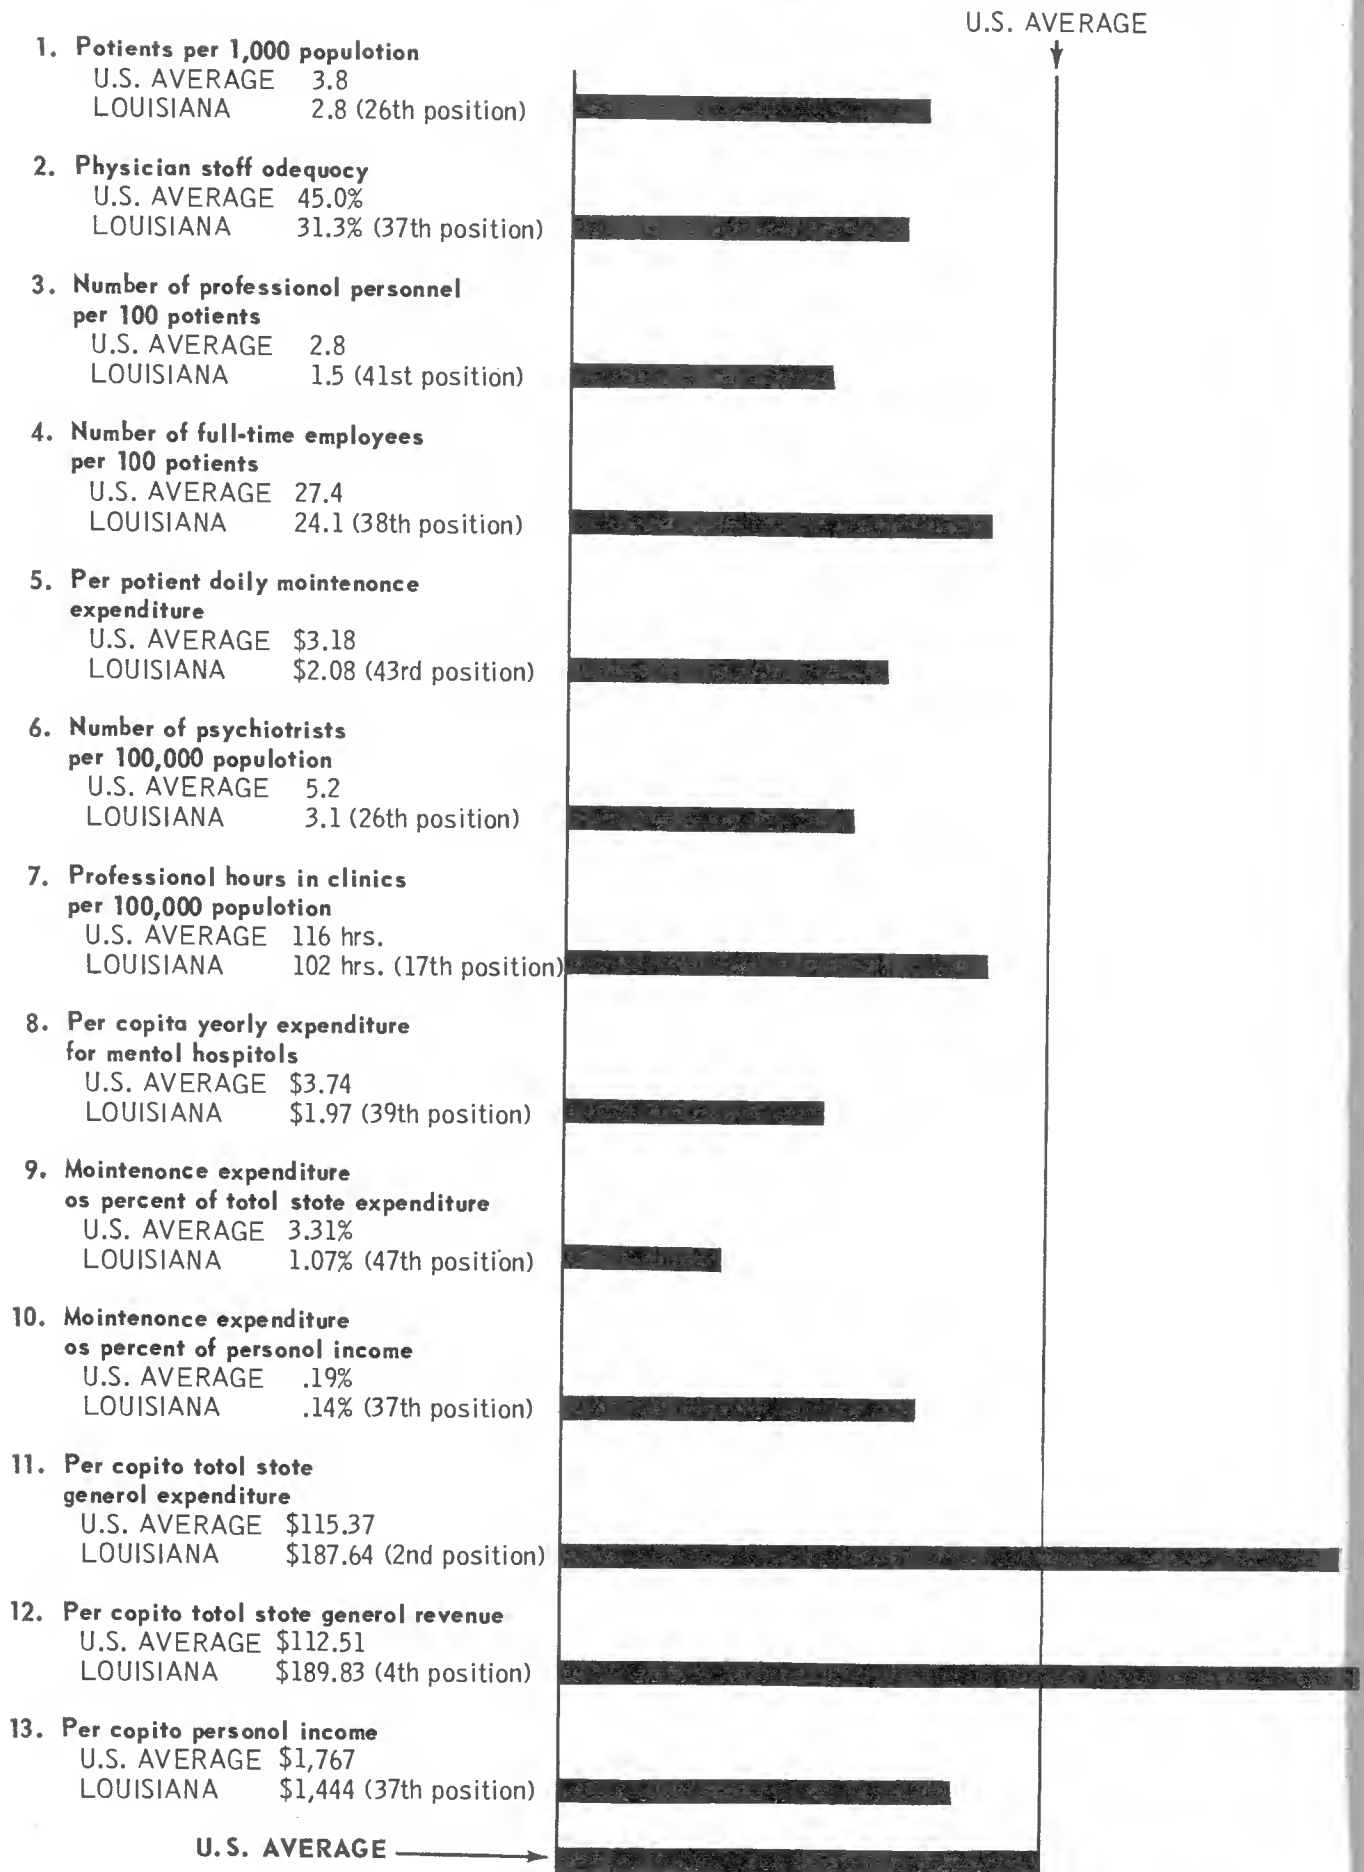 U.S. AVERAGE
1. Potients per 1,000 populotion
U.S. AVERAGE 3.8
LOUISIANA 2.8 (26th position)
2. Physician stoff odequocy
U.S. AVERAGE 45.0%
LOUISIANA 31.3% (37th position)
3. Number of professionol personnel
per 100 potients
U.S. AVERAGE 2.8
LOUISIANA 1.5 (41st position)
4. Number of full-time employees
per 100 potients
U.S. AVERAGE 27.4
LOUISIANA 24.1 (38th position)
5. Per potient doily mointenonce
expenditure
U.S. AVERAGE $3.18
LOUISIANA $2.08 (43rd position)
6. Number of psychiotrists
per 100,000 populotion
U.S. AVERAGE 5.2
LOUISIANA 3.1 (26th position)
7. Professionol hours in clinics
per 100,000 populotion
U.S. AVERAGE 116 hrs.
LOUISIANA 102 hrs. (17th position)
8. Per copita yeorly expenditure
for mentol hospitols
U.S. AVERAGE $3.74
LOUISIANA $1.97 (39th position)
9. Mointenonce expenditure
os percent of totol stote expenditure
U.S. AVERAGE 3.31%
LOUISIANA 1.07% (47th position)
10. Mointenonce expenditure
os percent of personol income
U.S. AVERAGE .19%
LOUISIANA .14% (37th position)
11. Per copito totol stote
generol expenditure
U.S. AVERAGE $115.37
LOUISIANA $187.64 (2nd position)
12. Per copito totol stote generol revenue
U.S. AVERAGE $112.51
LOUISIANA $189.83 (4th position)
13. Per copito personol income
U.S. AVERAGE $1,767
LOUISIANA $1,444 (37th position)
U.S. AVERAGE